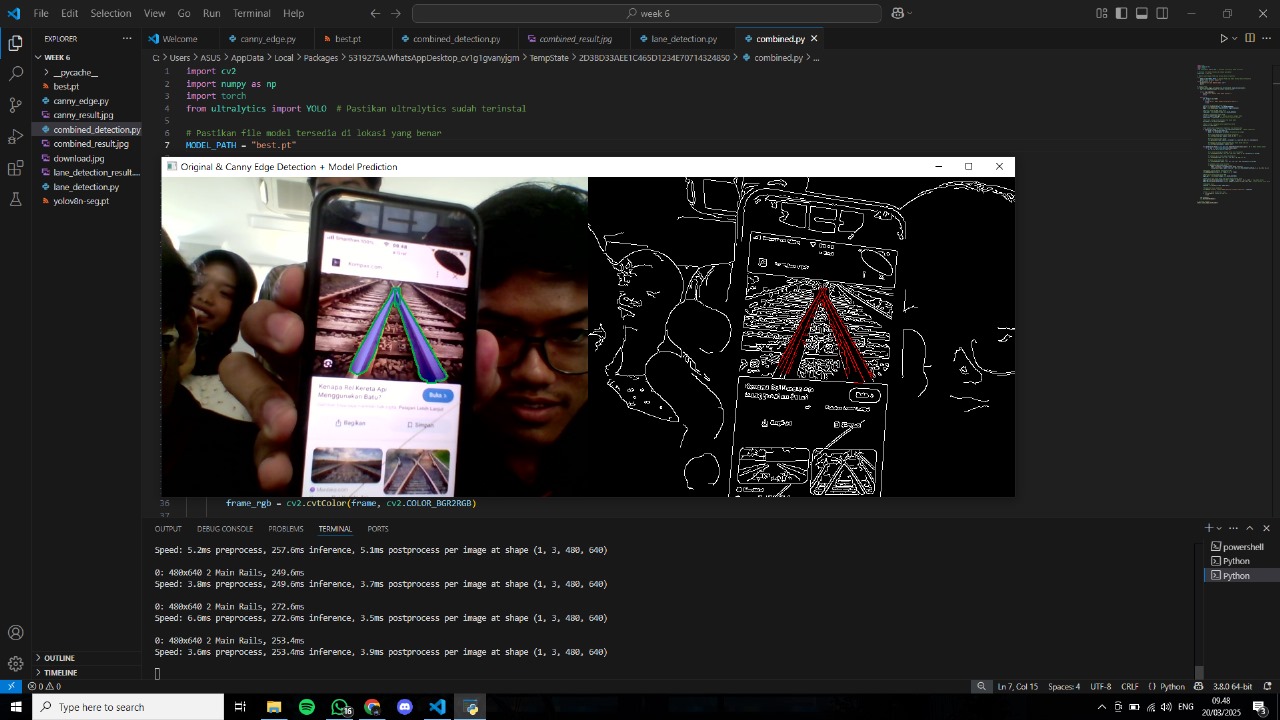 File Edit Selection View Go Run Terminal Help
week 6
EXPLORER
WEEK 6
__pycache__
best.pt
canny_edge.py
canny_result.jpg
combined_detection.py
combined_result.jpg
download.jpg
lane_detection_result....
lane_detection.py
yolov8n-seg.pt
OUTLINE
TIMELINE
Welcome canny_edge.py best.pt combined_detection.py combined_result.jpg lane_detection.py combined.py
C: > Users > ASUS > AppData > Local > Packages > 5319275A.WhatsAppDesktop_cv1g1gvanyjgm > TempState > 2D38D33AEE1C465D1234E70714324850 > combined.py > ...
1 import cv2
2 import numpy as np
3 import torch
4 from ultralytics import YOLO # Pastikan ultralytics sudah terinstal
5
6 # Pastikan file model tersedia di lokasi yang benar
7 MODEL_PATH = "best.pt"
Original & Canny Edge Detection + Model Prediction
08.48
Kompas.com
Kenapa Rel Kereta Api
Menggunakan Batu?
Buka >
Bagikan
Simpan
36 frame_rgb = cv2.cvtColor(frame, cv2.COLOR_BGR2RGB)
37
OUTPUT DEBUG CONSOLE PROBLEMS TERMINAL PORTS
Speed: 5.2ms preprocess, 257.6ms inference, 5.1ms postprocess per image at shape (1, 3, 480, 640)
0: 480x640 2 Main Rails, 249.6ms
Speed: 3.8ms preprocess, 249.6ms inference, 3.7ms postprocess per image at shape (1, 3, 480, 640)
0: 480x640 2 Main Rails, 272.6ms
Speed: 6.6ms preprocess, 272.6ms inference, 3.5ms postprocess per image at shape (1, 3, 480, 640)
0: 480x640 2 Main Rails, 253.4ms
Speed: 3.6ms preprocess, 253.4ms inference, 3.9ms postprocess per image at shape (1, 3, 480, 640)
powershell
Python
Python
0 0 Ln 7, Col 15 Spaces: 4 UTF-8 CRLF Python 3.8.0 64-bit
Type here to search
16
ENG
09.48
20/03/2025
3